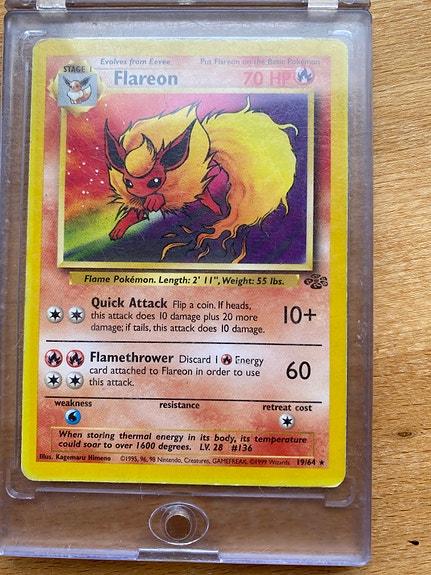 Evolves from Eevee Put Flareon on the Basic Pokémon
STAGE 1 Flareon 70 HP
Flame Pokémon. Length: 2' 11", Weight: 55 lbs.
Quick Attack Flip a coin. If heads,
this attack does 10 damage plus 20 more
damage; if tails, this attack does 10 damage.
10+
Flamethrower Discard 1 Energy
card attached to Flareon in order to use
this attack.
60
weakness resistance retreat cost
When storing thermal energy in its body, its temperature
could soar to over 1600 degrees. LV. 28 #136
Illus. Kagemaru Himeno ©1995, 96, 98 Nintendo, Creatures, GAMEFREAK. ©1999 Wizards. 19/64 ★